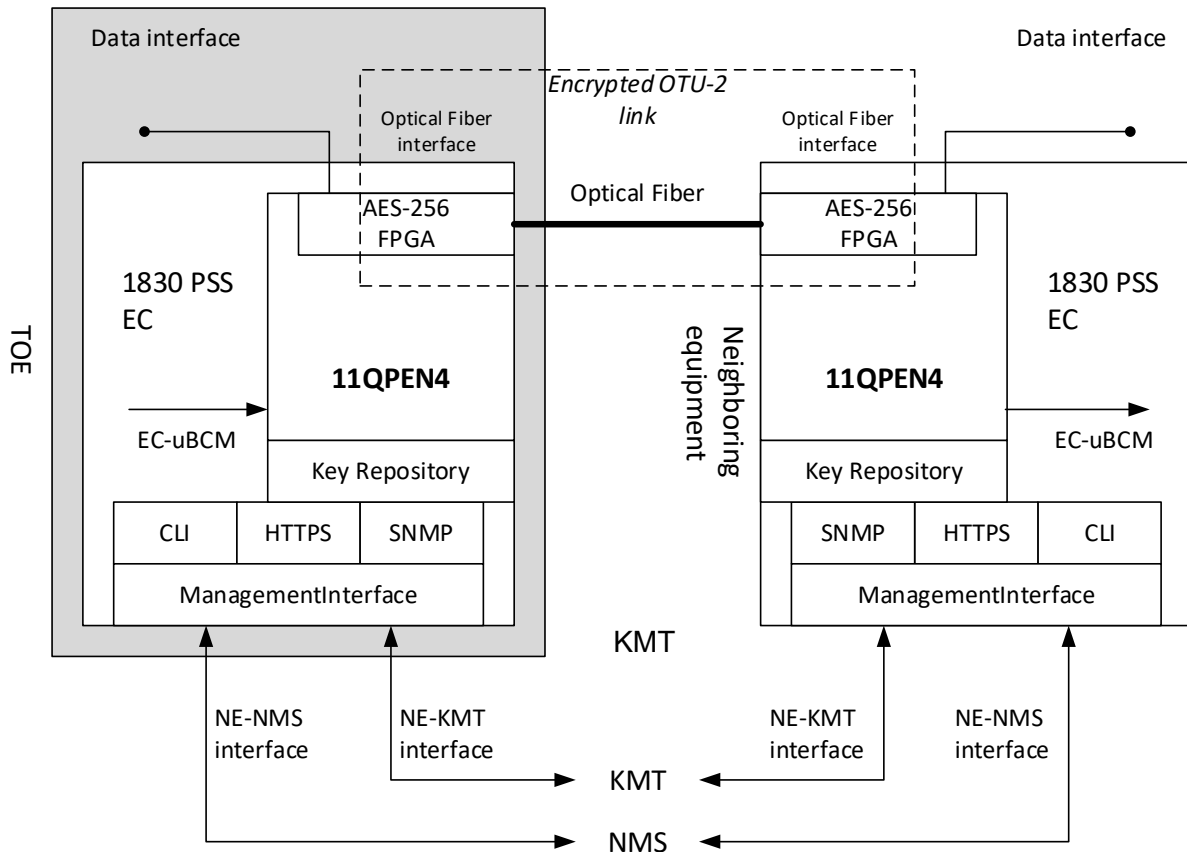 Data interface
Data interface
Encrypted OTU-2
link
Optical Fiber
interface
Optical Fiber
interface
Optical Fiber
AES-256
FPGA
AES-256
FPGA
1830 PSS
EC
1830 PSS
EC
TOE
Neighboring
equipment
11QPEN4
11QPEN4
EC-uBCM
EC-uBCM
Key Repository
Key Repository
CLI
HTTPS
SNMP
SNMP
HTTPS
CLI
ManagementInterface
ManagementInterface
KMT
NE-NMS
interface
NE-KMT
interface
NE-KMT
interface
NE-NMS
interface
KMT
NMS